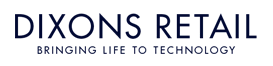 DIXONS RETAIL
BRINGING LIFE TO TECHNOLOGY